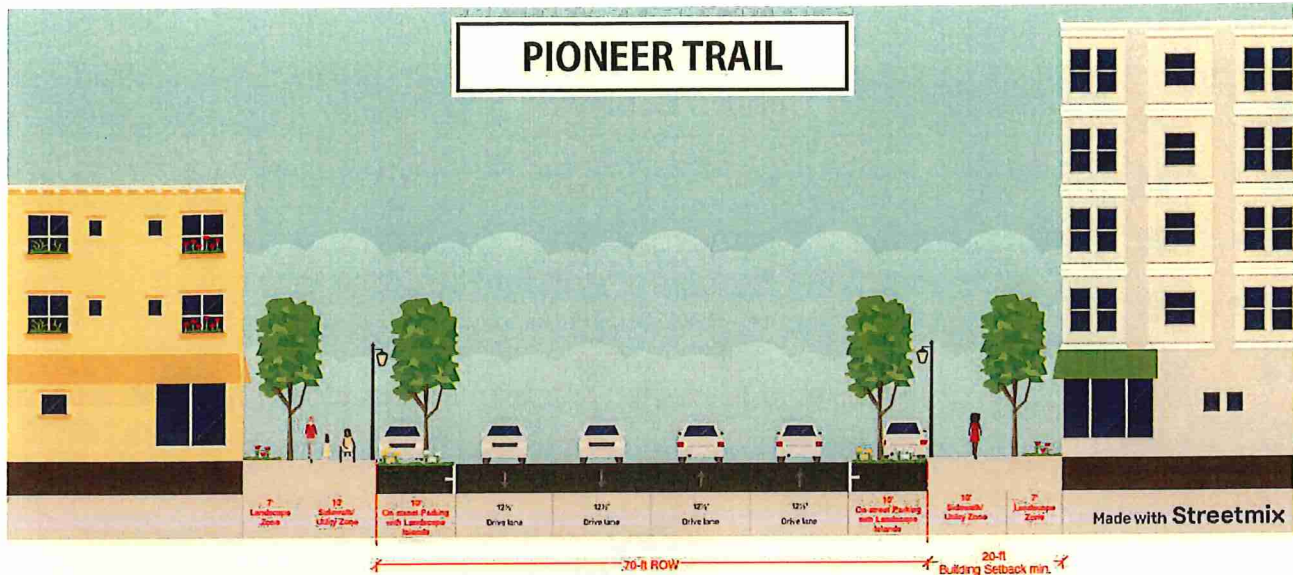 PIONEER TRAIL
7'
Landscape
Zone
10'
Sidewalk/
Utility Zone
10'
On-street Parking
with Landscape
Islands
12½'
Drive lane
12½'
Drive lane
12½'
Drive lane
12½'
Drive lane
10'
On-street Parking
with Landscape
Islands
10'
Sidewalk/
Utility Zone
7'
Landscape
Zone
Made with Streetmix
70-ft ROW
20-ft
Building Setback min.